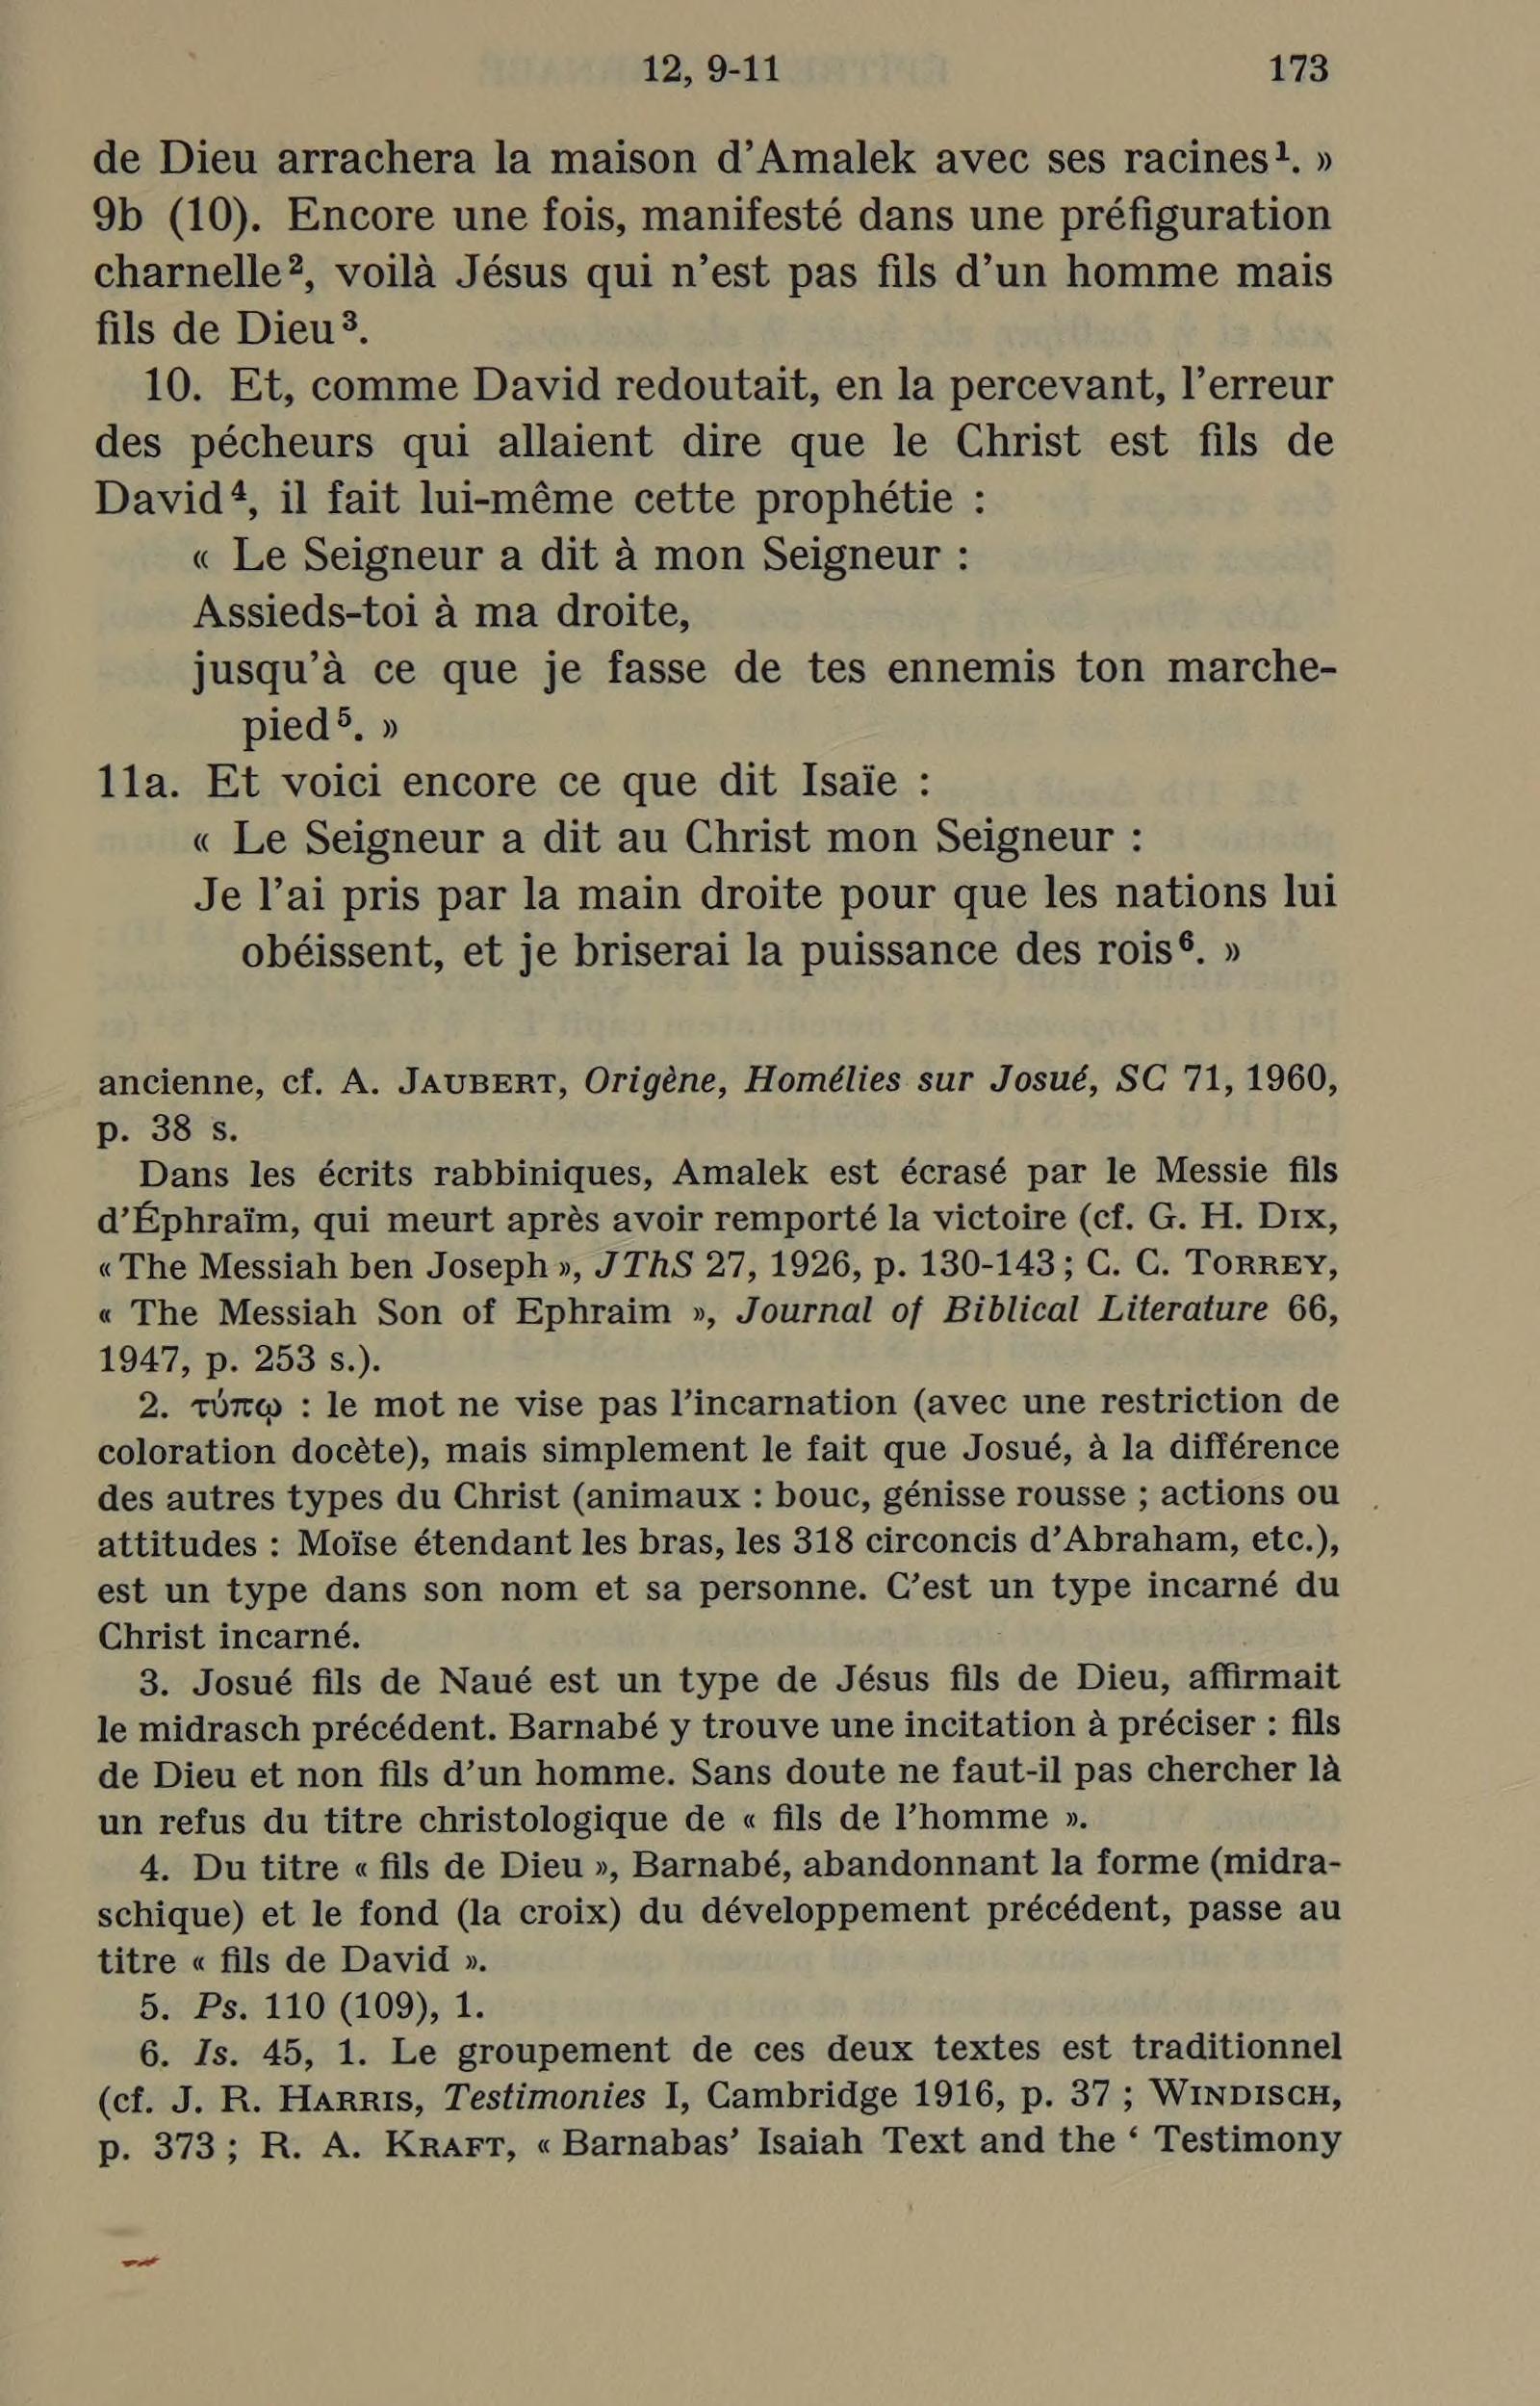 12, 9-11 173
de Dieu arrachera la maison d’Amalek avec ses racines¹. »
9b (10). Encore une fois, manifesté dans une préfiguration
charnelle², voilà Jésus qui n’est pas fils d’un homme mais
fils de Dieu³.
10. Et, comme David redoutait, en la percevant, l’erreur
des pécheurs qui allaient dire que le Christ est fils de
David⁴, il fait lui-même cette prophétie :
« Le Seigneur a dit à mon Seigneur :
Assieds-toi à ma droite,
jusqu’à ce que je fasse de tes ennemis ton marche-
pied⁵. »
11a. Et voici encore ce que dit Isaïe :
« Le Seigneur a dit au Christ mon Seigneur :
Je l’ai pris par la main droite pour que les nations lui
obéissent, et je briserai la puissance des rois⁶. »
ancienne, cf. A. JAUBERT, Origène, Homélies sur Josué, SC 71, 1960,
p. 38 s.
Dans les écrits rabbiniques, Amalek est écrasé par le Messie fils
d’Éphraïm, qui meurt après avoir remporté la victoire (cf. G. H. DIX,
« The Messiah ben Joseph », JThS 27, 1926, p. 130-143 ; C. C. TORREY,
« The Messiah Son of Ephraim », Journal of Biblical Literature 66,
1947, p. 253 s.).
2. τύπῳ : le mot ne vise pas l’incarnation (avec une restriction de
coloration docète), mais simplement le fait que Josué, à la différence
des autres types du Christ (animaux : bouc, génisse rousse ; actions ou
attitudes : Moïse étendant les bras, les 318 circoncis d’Abraham, etc.),
est un type dans son nom et sa personne. C’est un type incarné du
Christ incarné.
3. Josué fils de Naué est un type de Jésus fils de Dieu, affirmait
le midrasch précédent. Barnabé y trouve une incitation à préciser : fils
de Dieu et non fils d’un homme. Sans doute ne faut-il pas chercher là
un refus du titre christologique de « fils de l’homme ».
4. Du titre « fils de Dieu », Barnabé, abandonnant la forme (midra-
schique) et le fond (la croix) du développement précédent, passe au
titre « fils de David ».
5. Ps. 110 (109), 1.
6. Is. 45, 1. Le groupement de ces deux textes est traditionnel
(cf. J. R. HARRIS, Testimonies I, Cambridge 1916, p. 37 ; WINDISCH,
p. 373 ; R. A. KRAFT, « Barnabas’ Isaiah Text and the ‘ Testimony